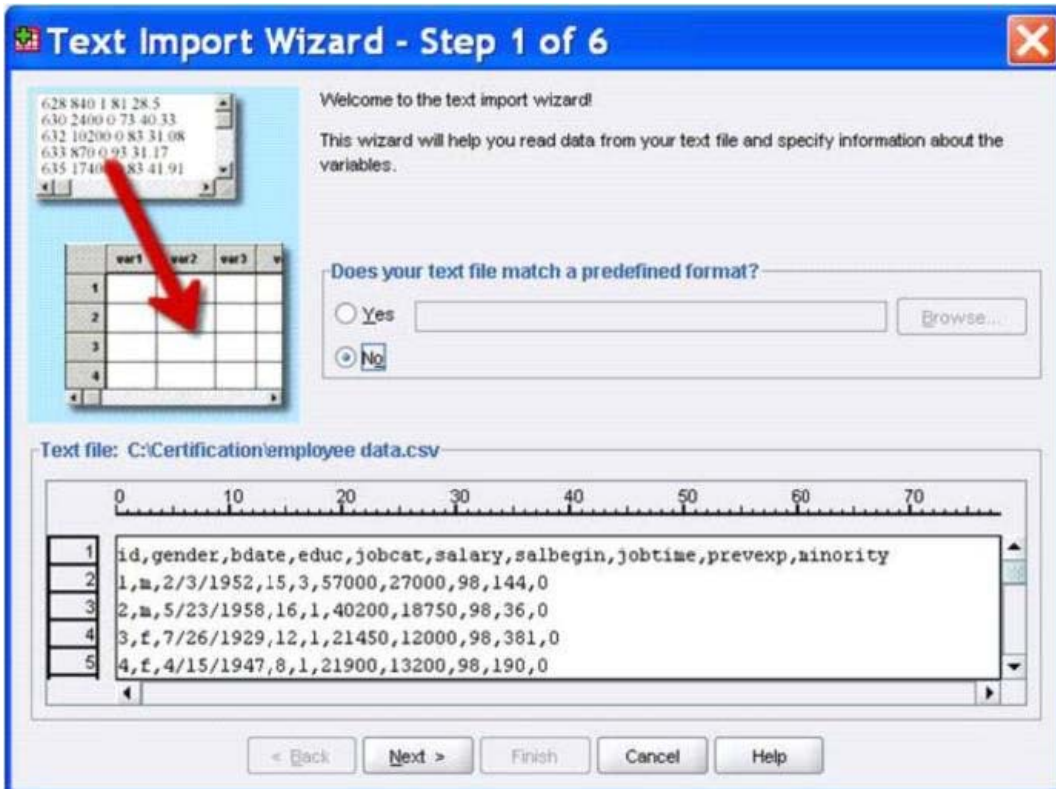 Text Import Wizard - Step 1 of 6
628 840 1 81 28.5
630 2400 0 73 40.33
632 10200 0 83 31.08
633 870 0 93 31.17
635 1740 83 41.91
var1 var2 var3 v
1
2
3
4
Welcome to the text import wizard!
This wizard will help you read data from your text file and specify information about the
variables.
Does your text file match a predefined format?
Yes
Browse...
No
Text file: C:\Certification\employee data.csv
0 10 20 30 40 50 60 70
1 id,gender,bdate,educ,jobcat,salary,salbegin,jobtime,prevexp,minority
2 1,m,2/3/1952,15,3,57000,27000,98,144,0
3 2,m,5/23/1958,16,1,40200,18750,98,36,0
4 3,f,7/26/1929,12,1,21450,12000,98,381,0
5 4,f,4/15/1947,8,1,21900,13200,98,190,0
< Back Next > Finish Cancel Help